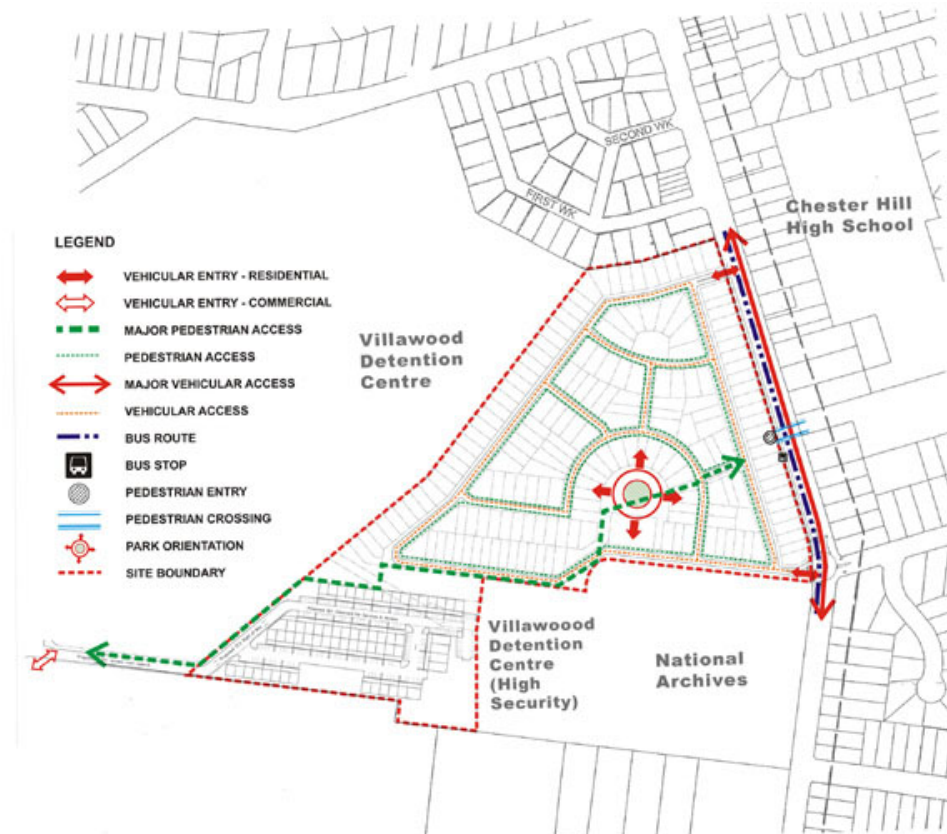 SECOND WK
FIRST WK
Chester Hill
High School
LEGEND
VEHICULAR ENTRY - RESIDENTIAL
VEHICULAR ENTRY - COMMERCIAL
MAJOR PEDESTRIAN ACCESS
PEDESTRIAN ACCESS
MAJOR VEHICULAR ACCESS
VEHICULAR ACCESS
BUS ROUTE
BUS STOP
PEDESTRIAN ENTRY
PEDESTRIAN CROSSING
PARK ORIENTATION
SITE BOUNDARY
Villawood
Detention
Centre
Villawoood
Detention
Centre
(High
Security)
National
Archives